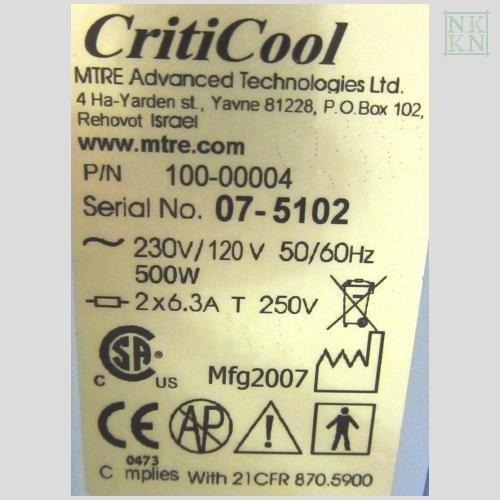 NK
KN
CritiCool
MTRE Advanced Technologies Ltd.
4 Ha-Yarden st., Yavne 81228, P.O.Box 102,
Rehovot Israel
www.mtre.com
P/N 100-00004
Serial No. 07-5102
~ 230V/120 V 50/60Hz
500W
2x6.3A T 250V
CSA
C US
Mfg2007
CE AP !
0473
C mplies With 21CFR 870.5900